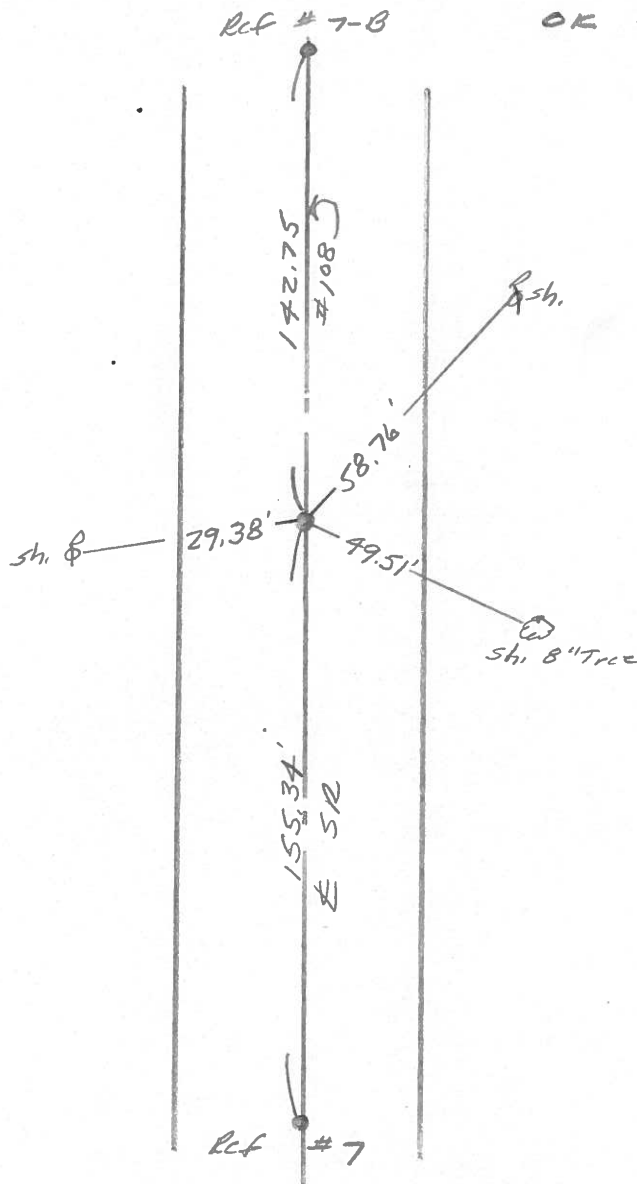 Ref # 7-B
OK
142.75
sh.
58.76'
sh.
29.38'
49.51'
sh. 8" Tree
155.34'
SR
Ref # 7